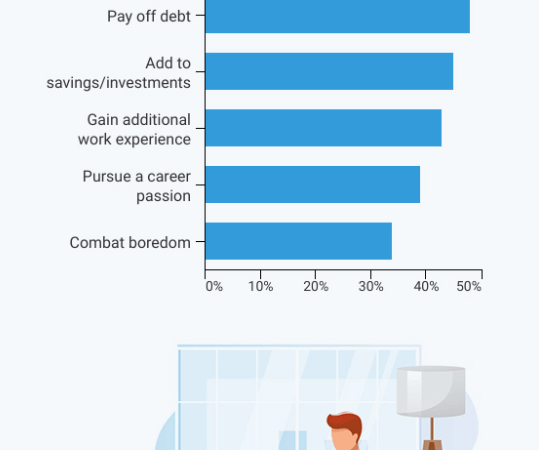 Pay off debt
Add to
savings/investments
Gain additional
work experience
Pursue a career
passion
Combat boredom
0% 10% 20% 30% 40% 50%